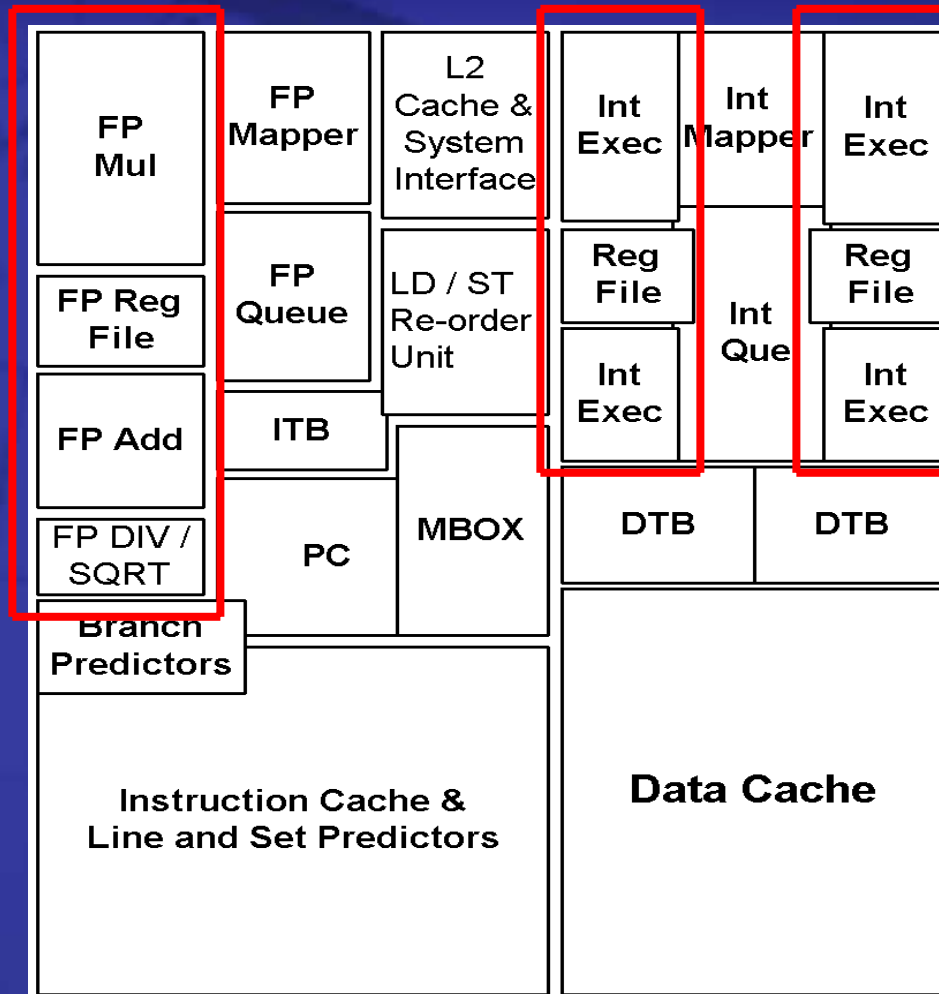 FP
Mul
FP
Mapper
L2
Cache &
System
Interface
Int
Exec
Int
Mapper
Int
Exec
FP Reg
File
FP
Queue
LD / ST
Re-order
Unit
Reg
File
Int
Que
Reg
File
Int
Exec
Int
Exec
FP Add
ITB
FP DIV /
SQRT
PC
MBOX
DTB
DTB
Branch
Predictors
Instruction Cache &
Line and Set Predictors
Data Cache